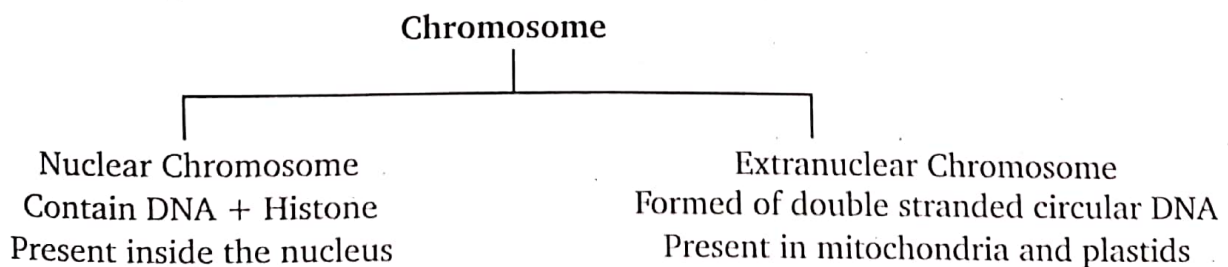 Chromosome
Nuclear Chromosome
Contain DNA + Histone
Present inside the nucleus
Extranuclear Chromosome
Formed of double stranded circular DNA
Present in mitochondria and plastids